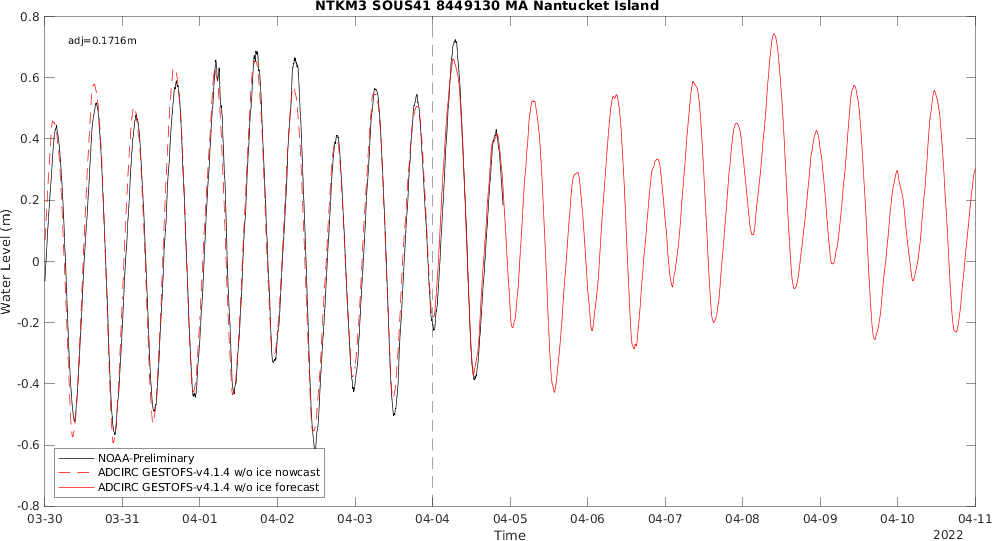 NTKM3 SOUS41 8449130 MA Nantucket Island
adj=0.1716m
0.8
0.6
0.4
0.2
0
-0.2
-0.4
-0.6
-0.8
Water Level (m)
NOAA-Preliminary
ADCIRC GESTOFS-v4.1.4 w/o ice nowcast
ADCIRC GESTOFS-v4.1.4 w/o ice forecast
03-30 03-31 04-01 04-02 04-03 04-04 04-05 04-06 04-07 04-08 04-09 04-10 04-11
Time
2022